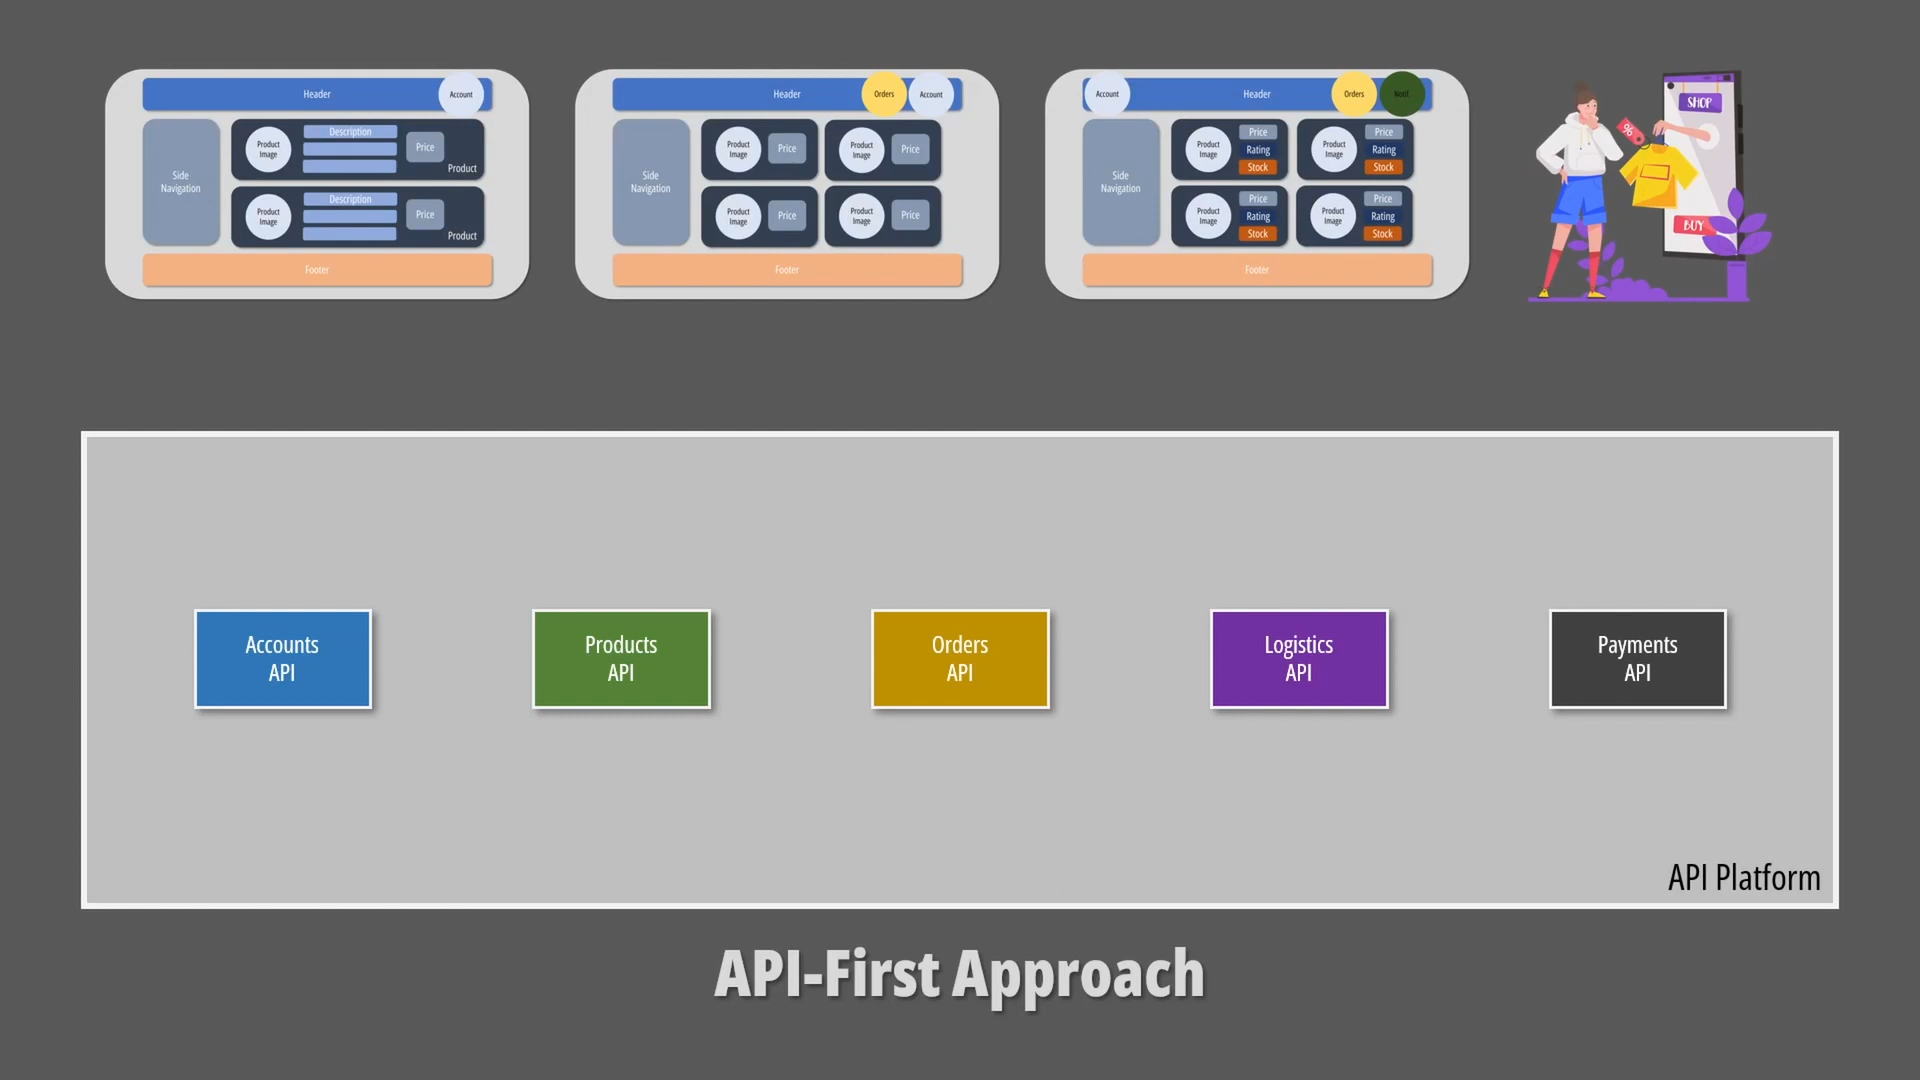 Header
Account
Side
Navigation
Product
Image
Description
Price
Product
Product
Image
Description
Price
Product
Footer
Header
Orders
Account
Side
Navigation
Product
Image
Price
Product
Image
Price
Product
Image
Price
Product
Image
Price
Footer
Account
Header
Orders
Notif.
Side
Navigation
Product
Image
Price
Rating
Stock
Product
Image
Price
Rating
Stock
Product
Image
Price
Rating
Stock
Product
Image
Price
Rating
Stock
Footer
SHOP
%
BUY
Accounts
API
Products
API
Orders
API
Logistics
API
Payments
API
API Platform
API-First Approach